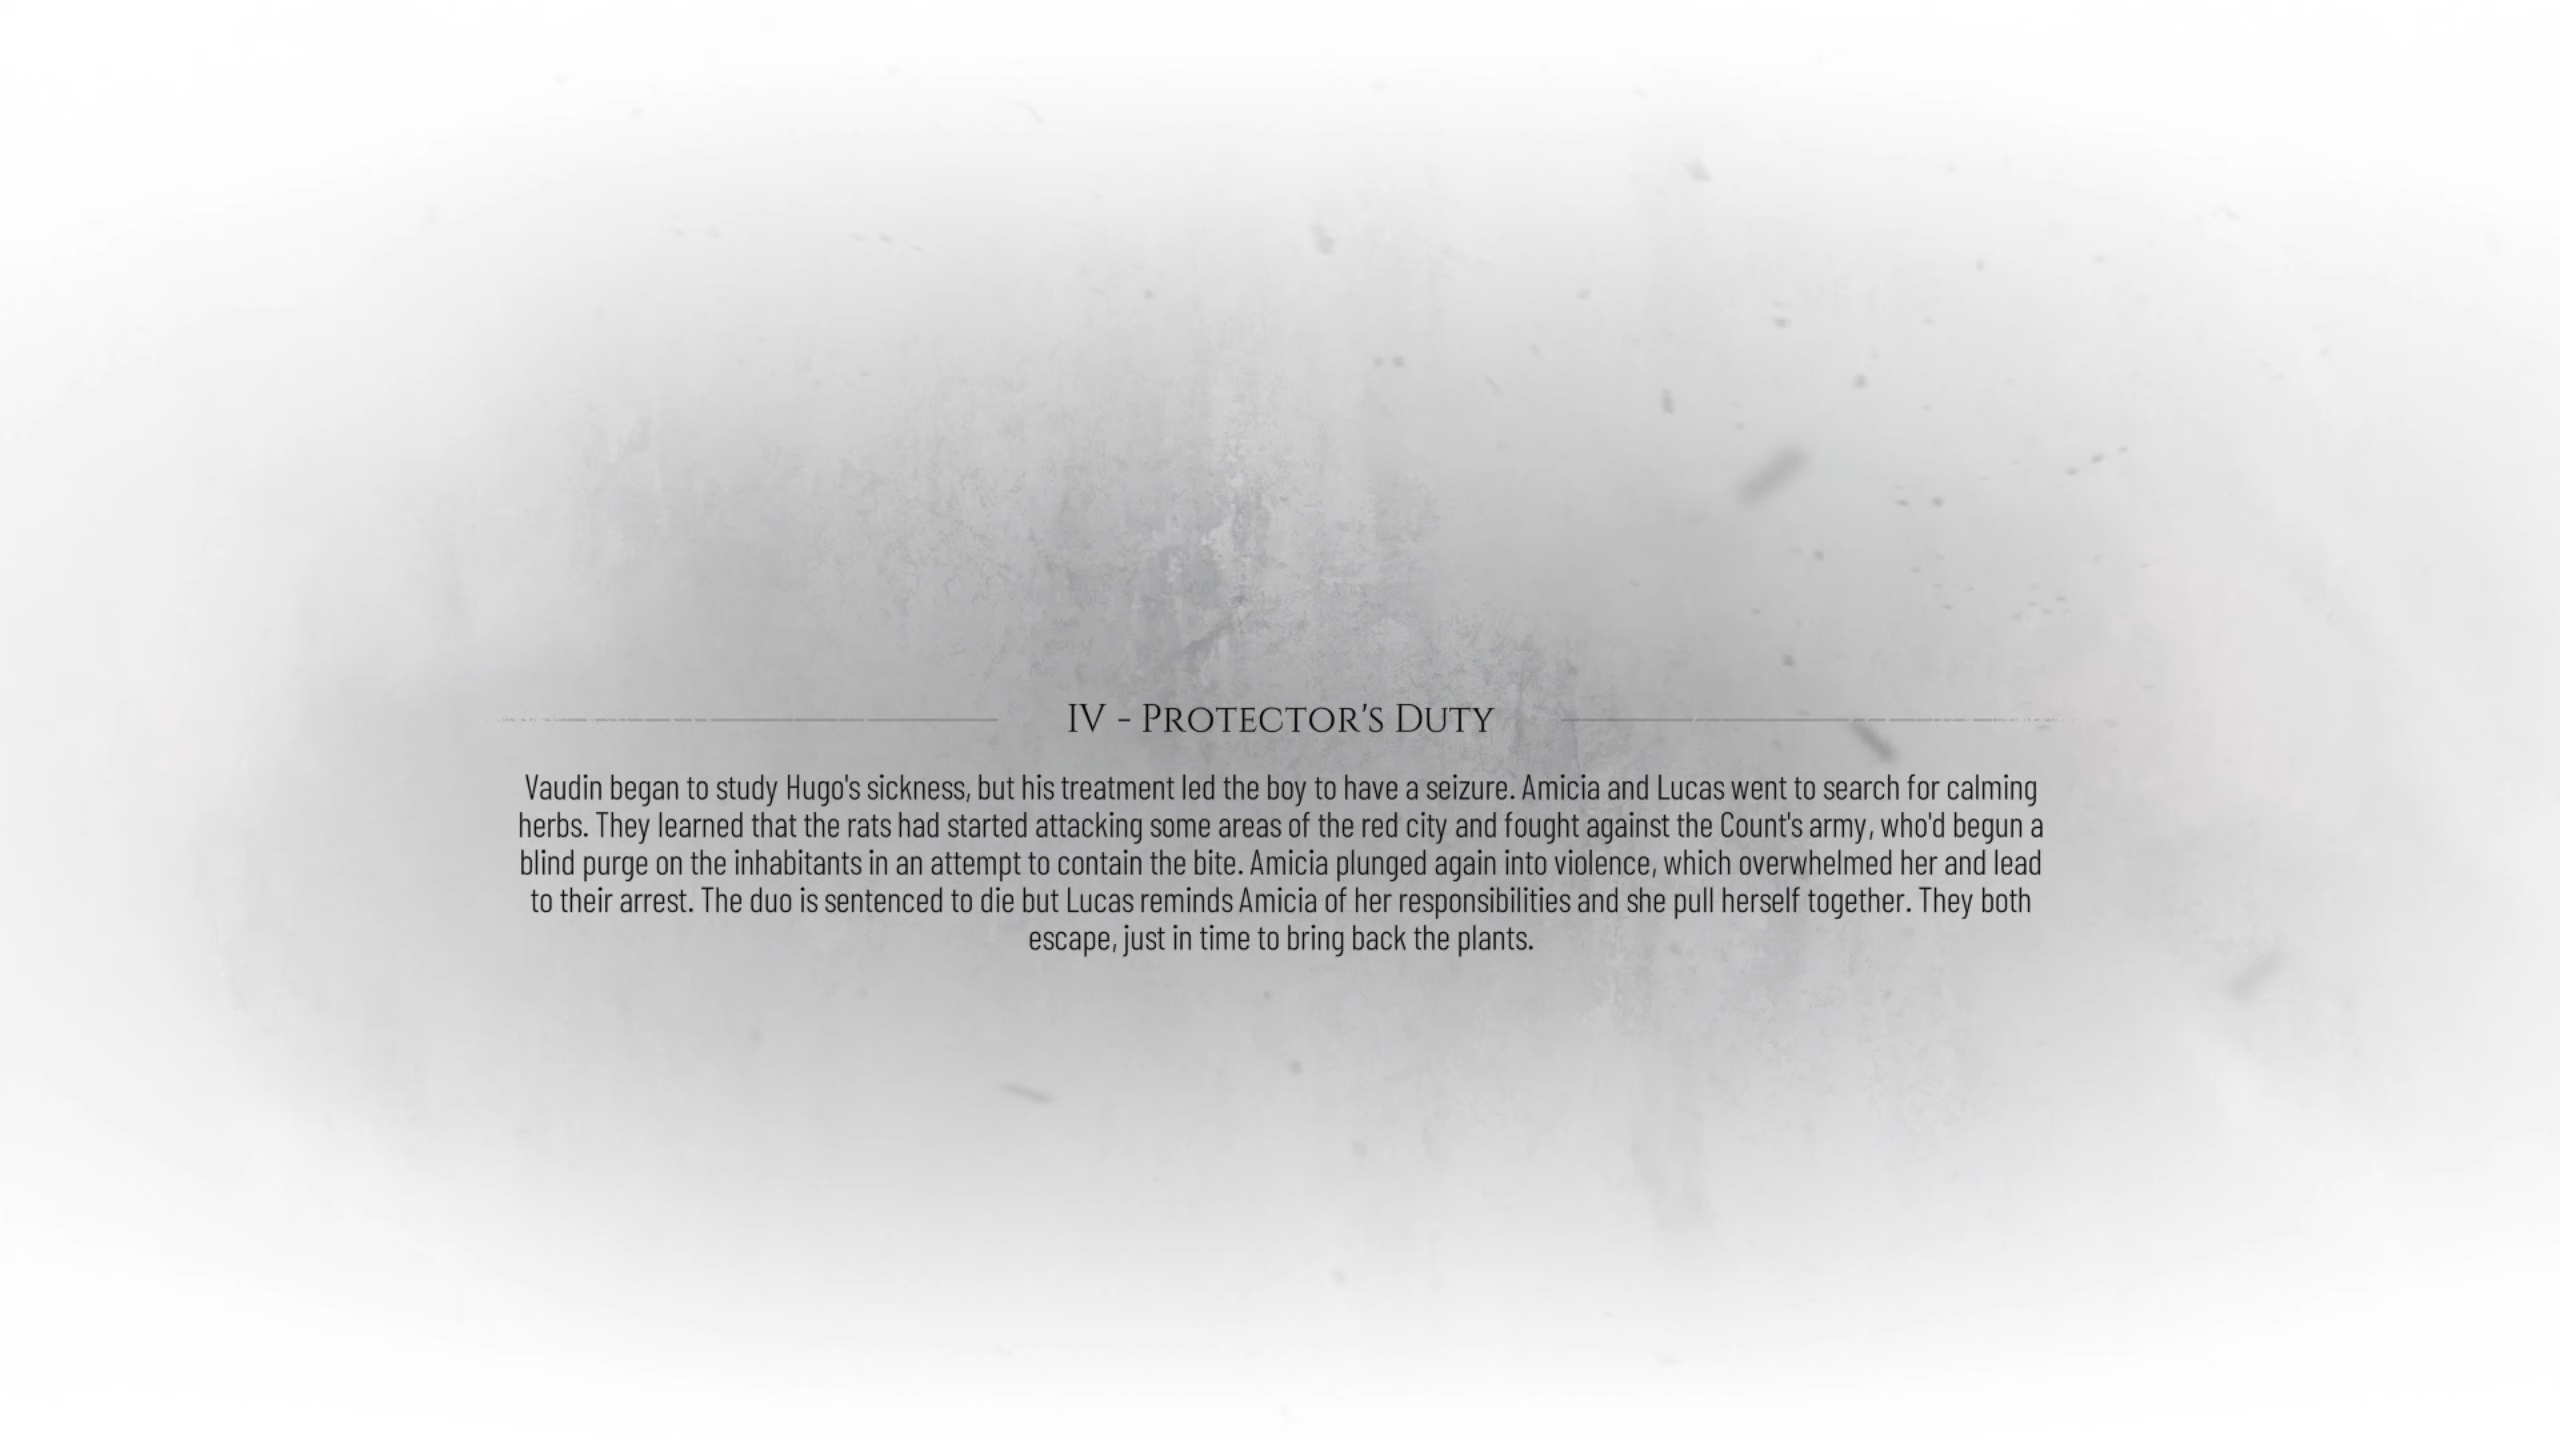 IV - Protector's Duty
Vaudin began to study Hugo's sickness, but his treatment led the boy to have a seizure. Amicia and Lucas went to search for calming
herbs. They learned that the rats had started attacking some areas of the red city and fought against the Count's army, who'd begun a
blind purge on the inhabitants in an attempt to contain the bite. Amicia plunged again into violence, which overwhelmed her and lead
to their arrest. The duo is sentenced to die but Lucas reminds Amicia of her responsibilities and she pull herself together. They both
escape, just in time to bring back the plants.